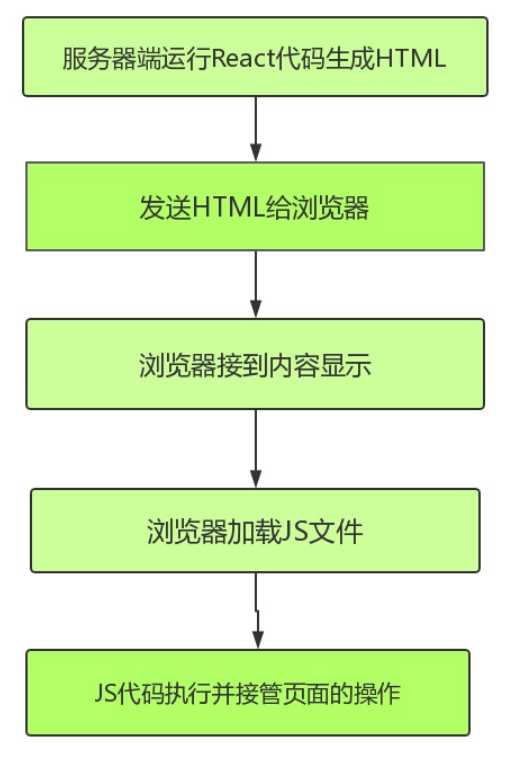 服务器端运行React代码生成HTML
发送HTML给浏览器
浏览器接到内容显示
浏览器加载JS文件
JS代码执行并接管页面的操作